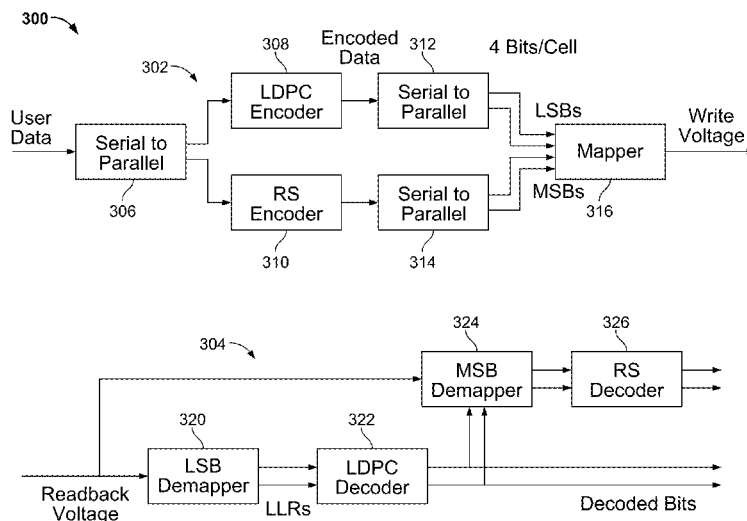 300
302
308
LDPC
Encoder
Encoded
Data
312
Serial to
Parallel
4 Bits/Cell
LSBs
User
Data
Serial to
Parallel
306
Mapper
316
Write
Voltage
RS
Encoder
310
Serial to
Parallel
314
MSBs
304
324
MSB
Demapper
326
RS
Decoder
320
LSB
Demapper
322
LDPC
Decoder
Readback
Voltage
LLRs
Decoded Bits